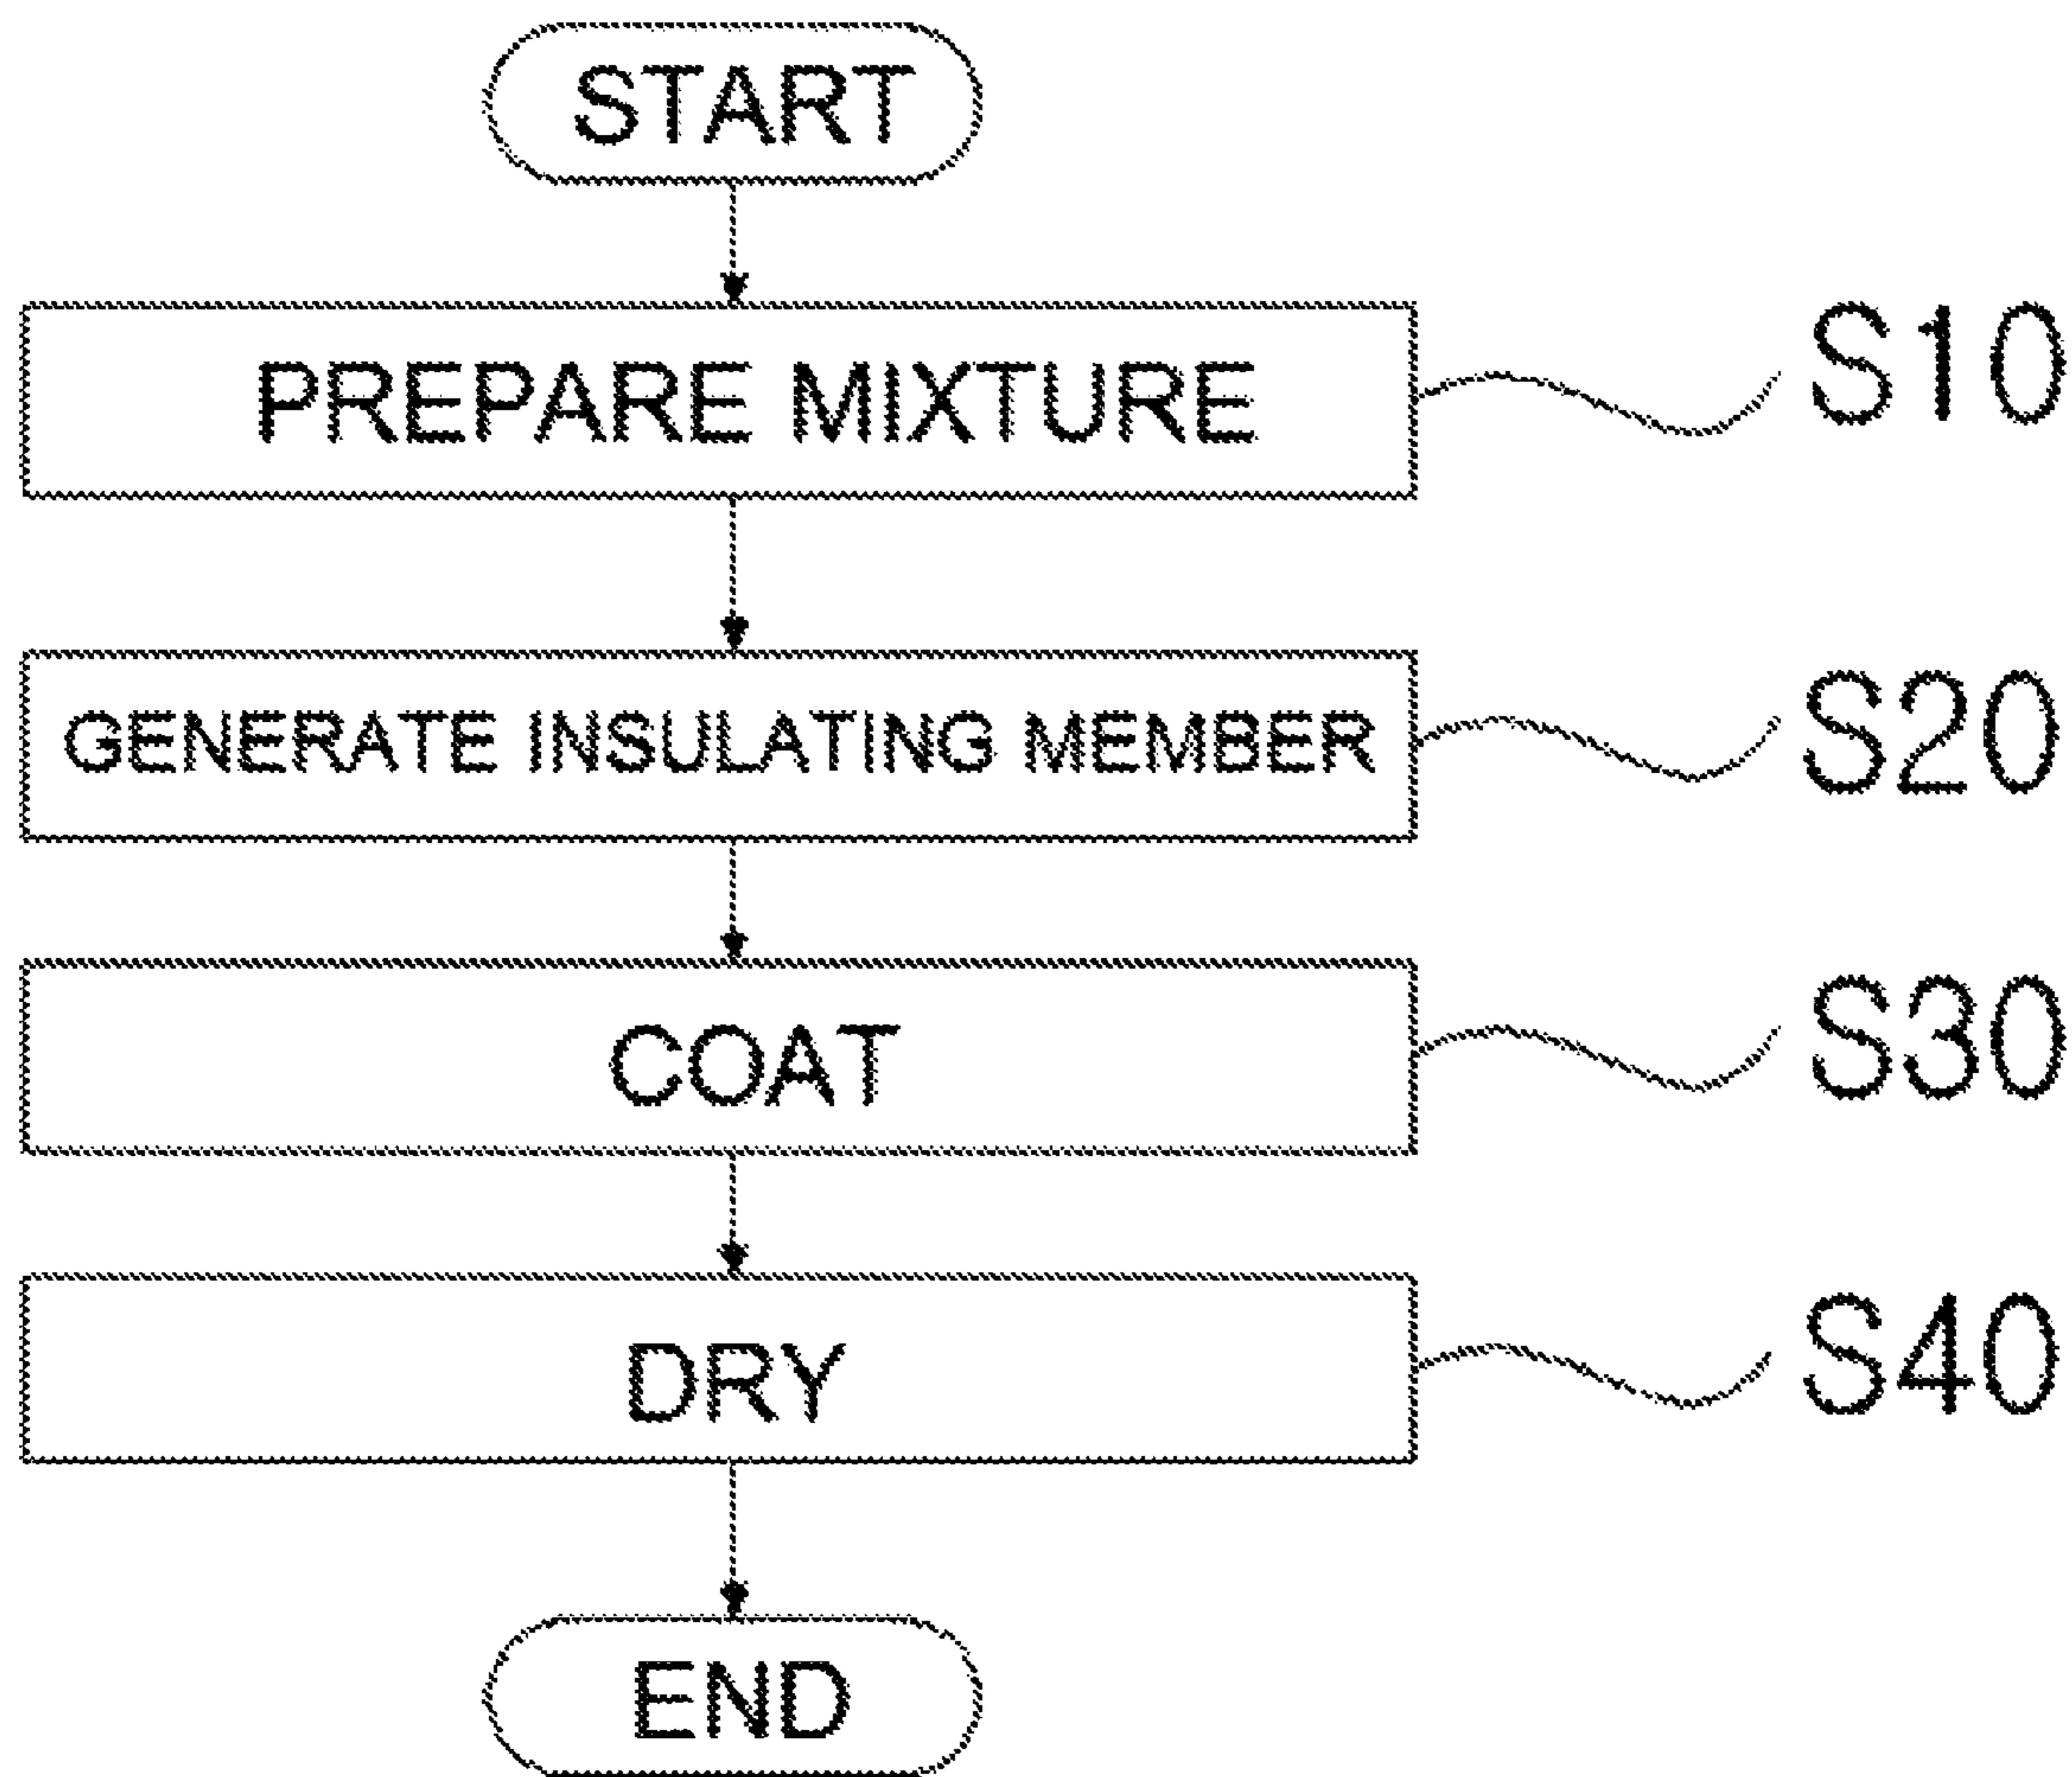 START
PREPARE MIXTURE
S10
GENERATE INSULATING MEMBER
S20
COAT
S30
DRY
S40
END